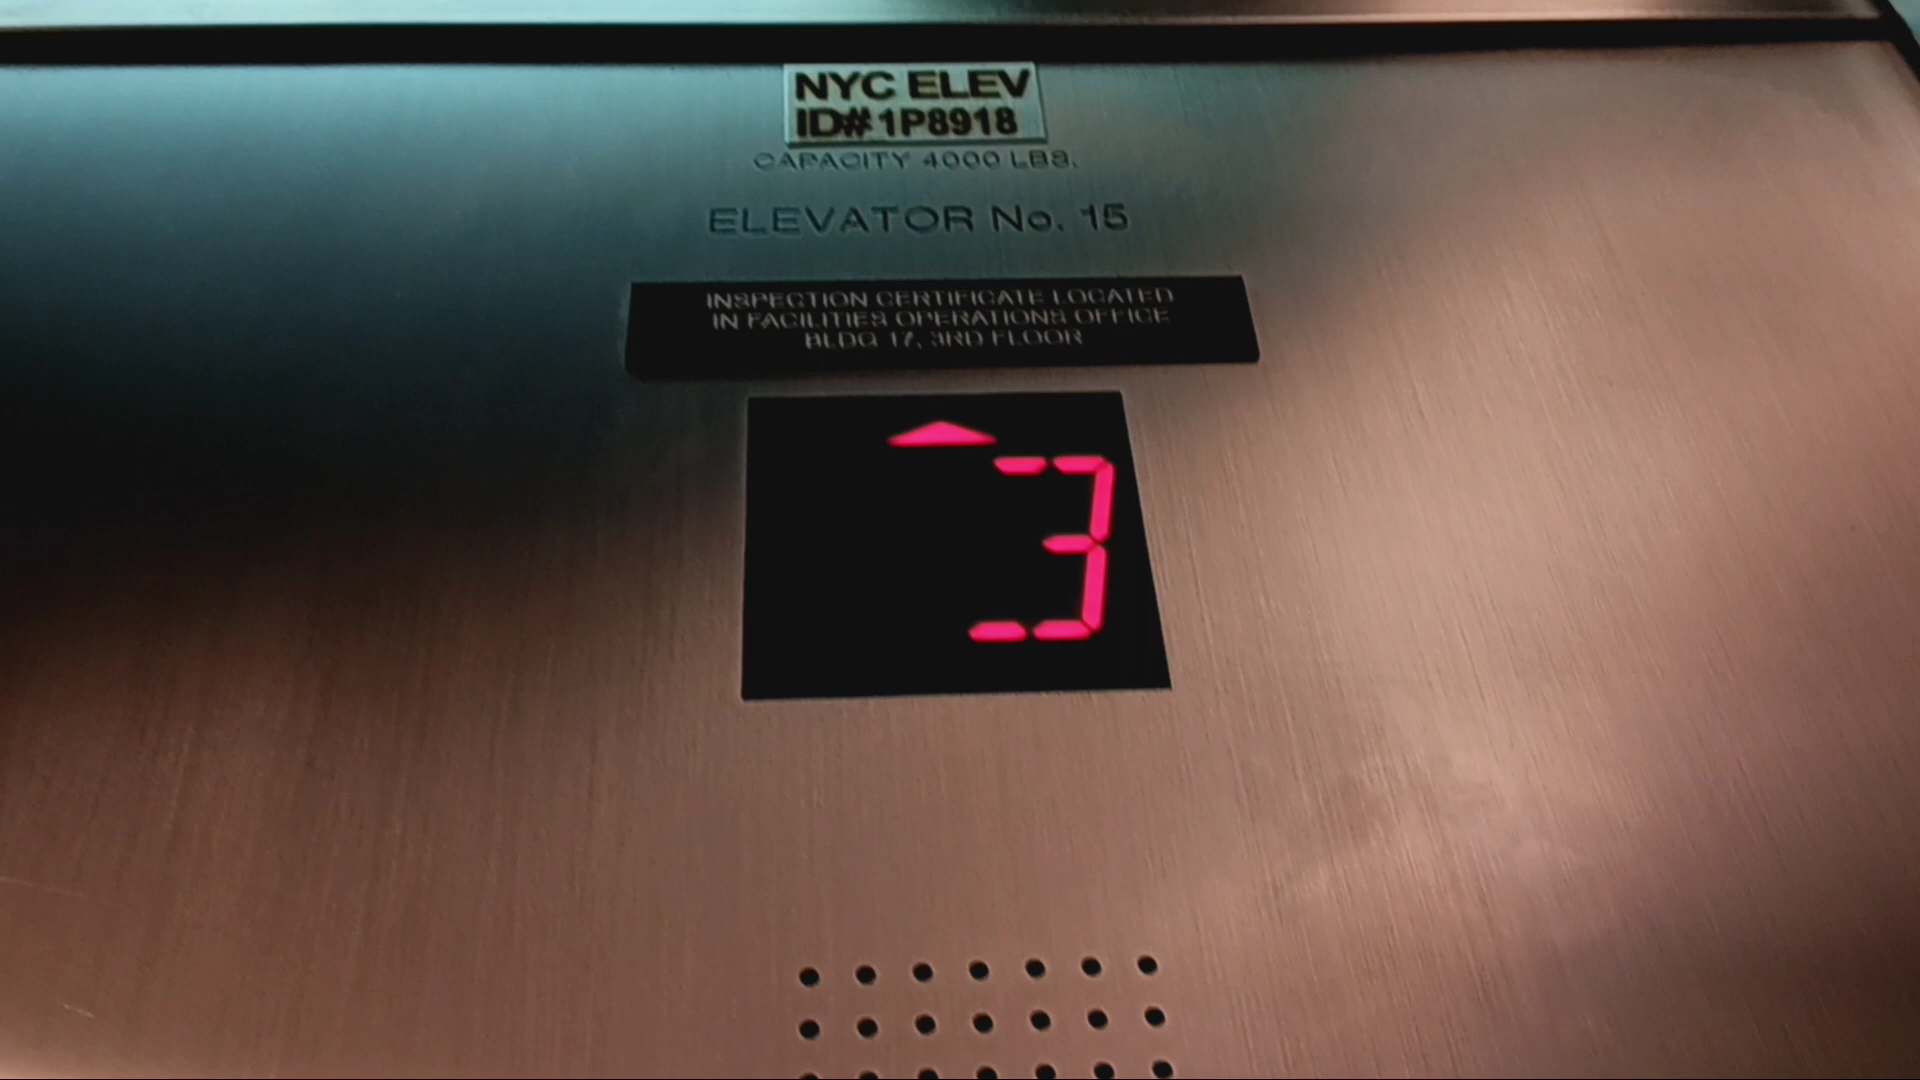 NYC ELEV
ID# 1P8918
CAPACITY 4000 LBS.
ELEVATOR No. 15
INSPECTION CERTIFICATE LOCATED
IN FACILITIES OPERATIONS OFFICE
BLDG 17, 3RD FLOOR
3